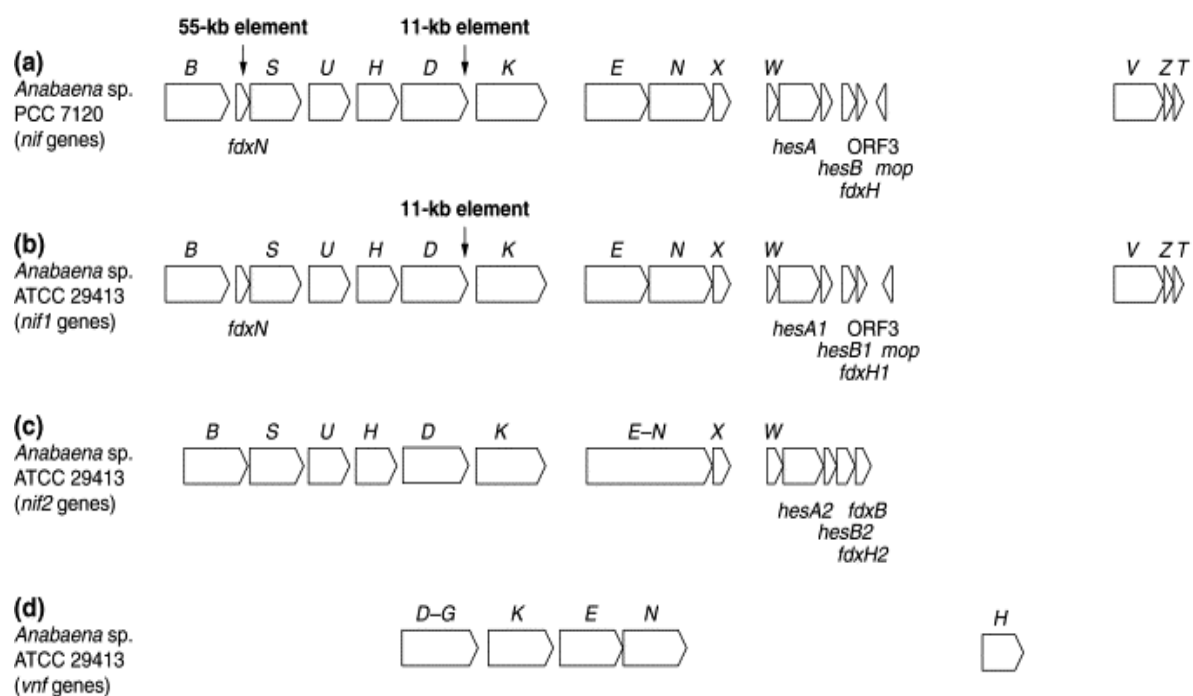 55-kb element 11-kb element
(a) B S U H D K E N X W V Z T
Anabaena sp.
PCC 7120
(nif genes)
fdxN hesA ORF3
hesB mop
fdxH
11-kb element
(b) B S U H D K E N X W V Z T
Anabaena sp.
ATCC 29413
(nif1 genes)
fdxN hesA1 ORF3
hesB1 mop
fdxH1
(c) B S U H D K E–N X W
Anabaena sp.
ATCC 29413
(nif2 genes)
hesA2 fdxB
hesB2
fdxH2
(d) D–G K E N H
Anabaena sp.
ATCC 29413
(vnf genes)